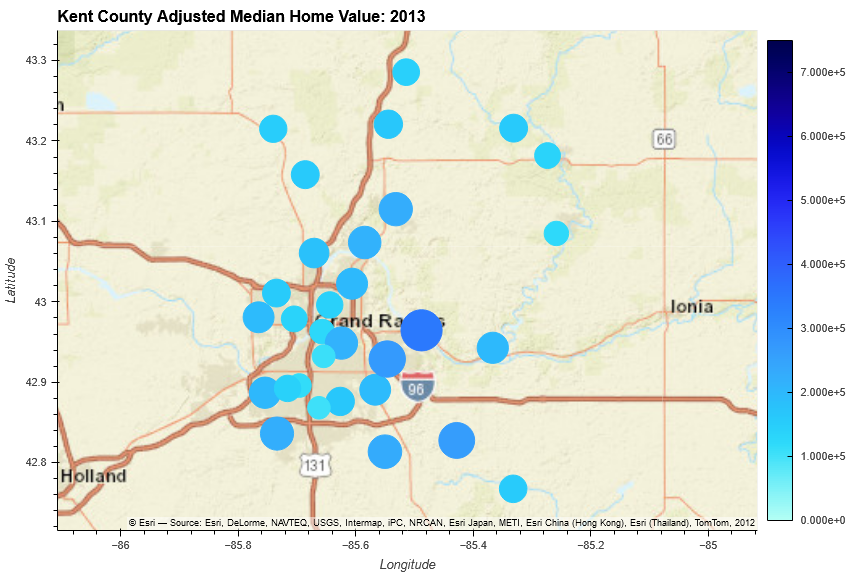 Kent County Adjusted Median Home Value: 2013
43.3
43.2
43.1
43
42.9
42.8
Latitude
n
66
Ionia
Grand Ra s
96
131
Holland
© Esri — Source: Esri, DeLorme, NAVTEQ, USGS, Intermap, iPC, NRCAN, Esri Japan, METI, Esri China (Hong Kong), Esri (Thailand), TomTom, 2012
−86
−85.8
−85.6
−85.4
−85.2
−85
Longitude
7.000e+5
6.000e+5
5.000e+5
4.000e+5
3.000e+5
2.000e+5
1.000e+5
0.000e+0